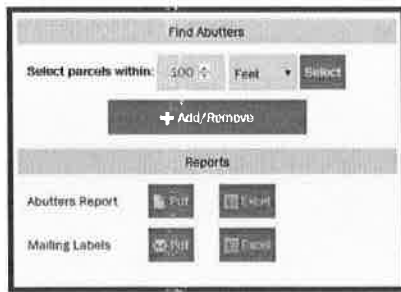 Find Abutters
Select parcels within: 100 Feet Select
Add/Remove
Reports
Abutters Report Pdf Excel
Mailing Labels Pdf Excel